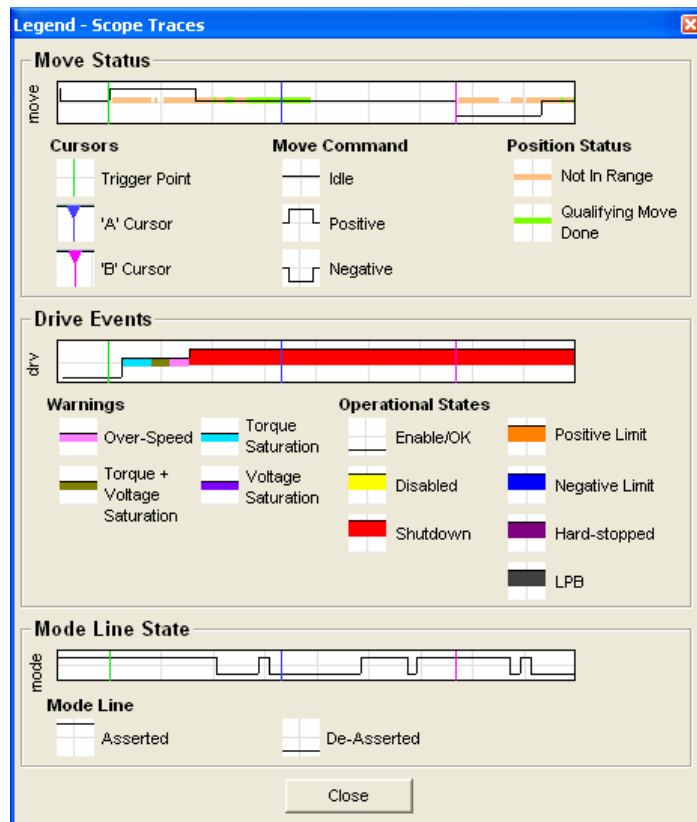 Legend - Scope Traces
Move Status
move
Cursors
Trigger Point
'A' Cursor
'B' Cursor
Move Command
Idle
Positive
Negative
Position Status
Not In Range
Qualifying Move
Done
Drive Events
drv
Warnings
Over-Speed
Torque +
Voltage
Saturation
Torque
Saturation
Voltage
Saturation
Operational States
Enable/OK
Disabled
Shutdown
Positive Limit
Negative Limit
Hard-stopped
LPB
Mode Line State
mode
Mode Line
Asserted
De-Asserted
Close